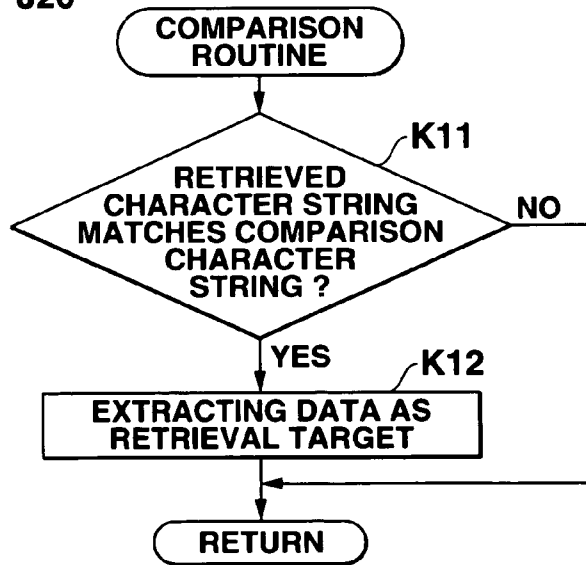 COMPARISON
ROUTINE
K11
RETRIEVED
CHARACTER STRING
MATCHES COMPARISON
CHARACTER
STRING ?
NO
YES
K12
EXTRACTING DATA AS
RETRIEVAL TARGET
RETURN